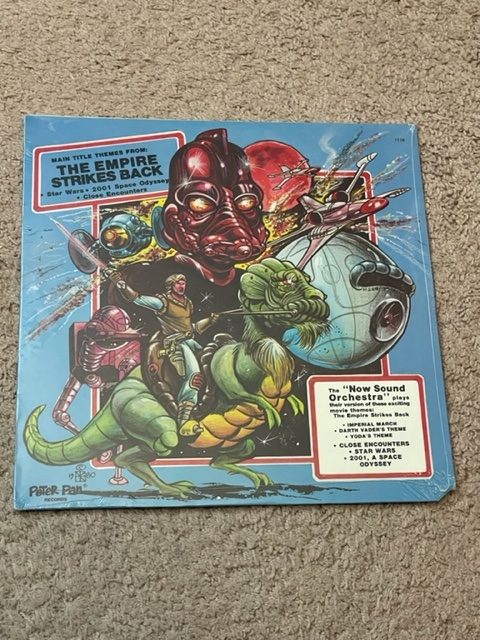 1116
MAIN TITLE THEMES FROM:
THE EMPIRE
STRIKES BACK
• Star Wars • 2001 Space Odyssey
• Close Encounters
The "Now Sound
Orchestra" plays
their version of these exciting
movie themes:
The Empire Strikes Back
• IMPERIAL MARCH
• DARTH VADER'S THEME
• YODA'S THEME
• CLOSE ENCOUNTERS
• STAR WARS
• 2001, A SPACE
ODYSSEY
Peter Pan
RECORDS